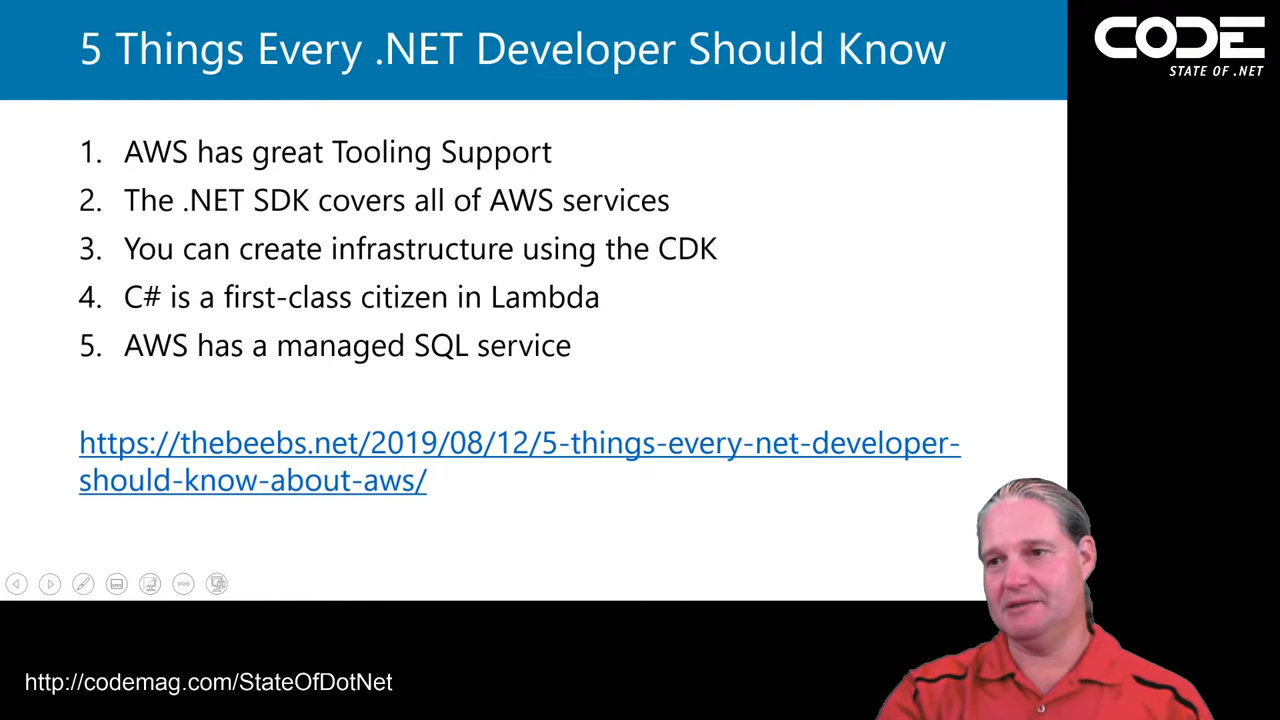 5 Things Every .NET Developer Should Know
CODE
STATE OF .NET
1. AWS has great Tooling Support
2. The .NET SDK covers all of AWS services
3. You can create infrastructure using the CDK
4. C# is a first-class citizen in Lambda
5. AWS has a managed SQL service
https://thebeebs.net/2019/08/12/5-things-every-net-developer-
should-know-about-aws/
http://codemag.com/StateOfDotNet